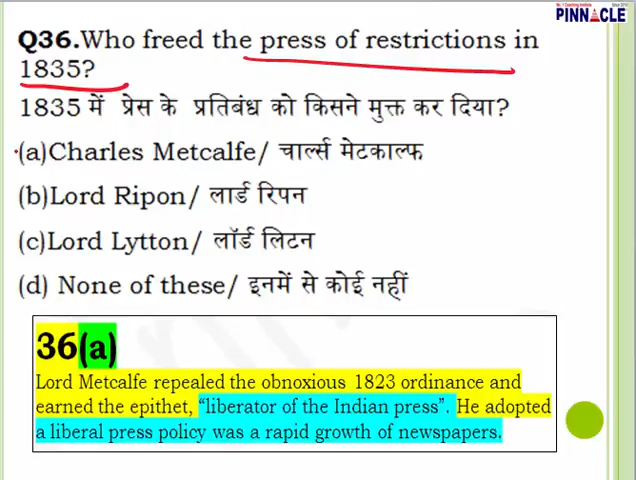 PINNACLE
Q36.Who freed the press of restrictions in
1835?
1835 में प्रेस के प्रतिबंध को किसने मुक्त कर दिया?
(a)Charles Metcalfe/ चार्ल्स मेटकाल्फ
(b)Lord Ripon/ लार्ड रिपन
(c)Lord Lytton/ लॉर्ड लिटन
(d) None of these/ इनमें से कोई नहीं
36(a)
Lord Metcalfe repealed the obnoxious 1823 ordinance and
earned the epithet, “liberator of the Indian press”. He adopted
a liberal press policy was a rapid growth of newspapers.